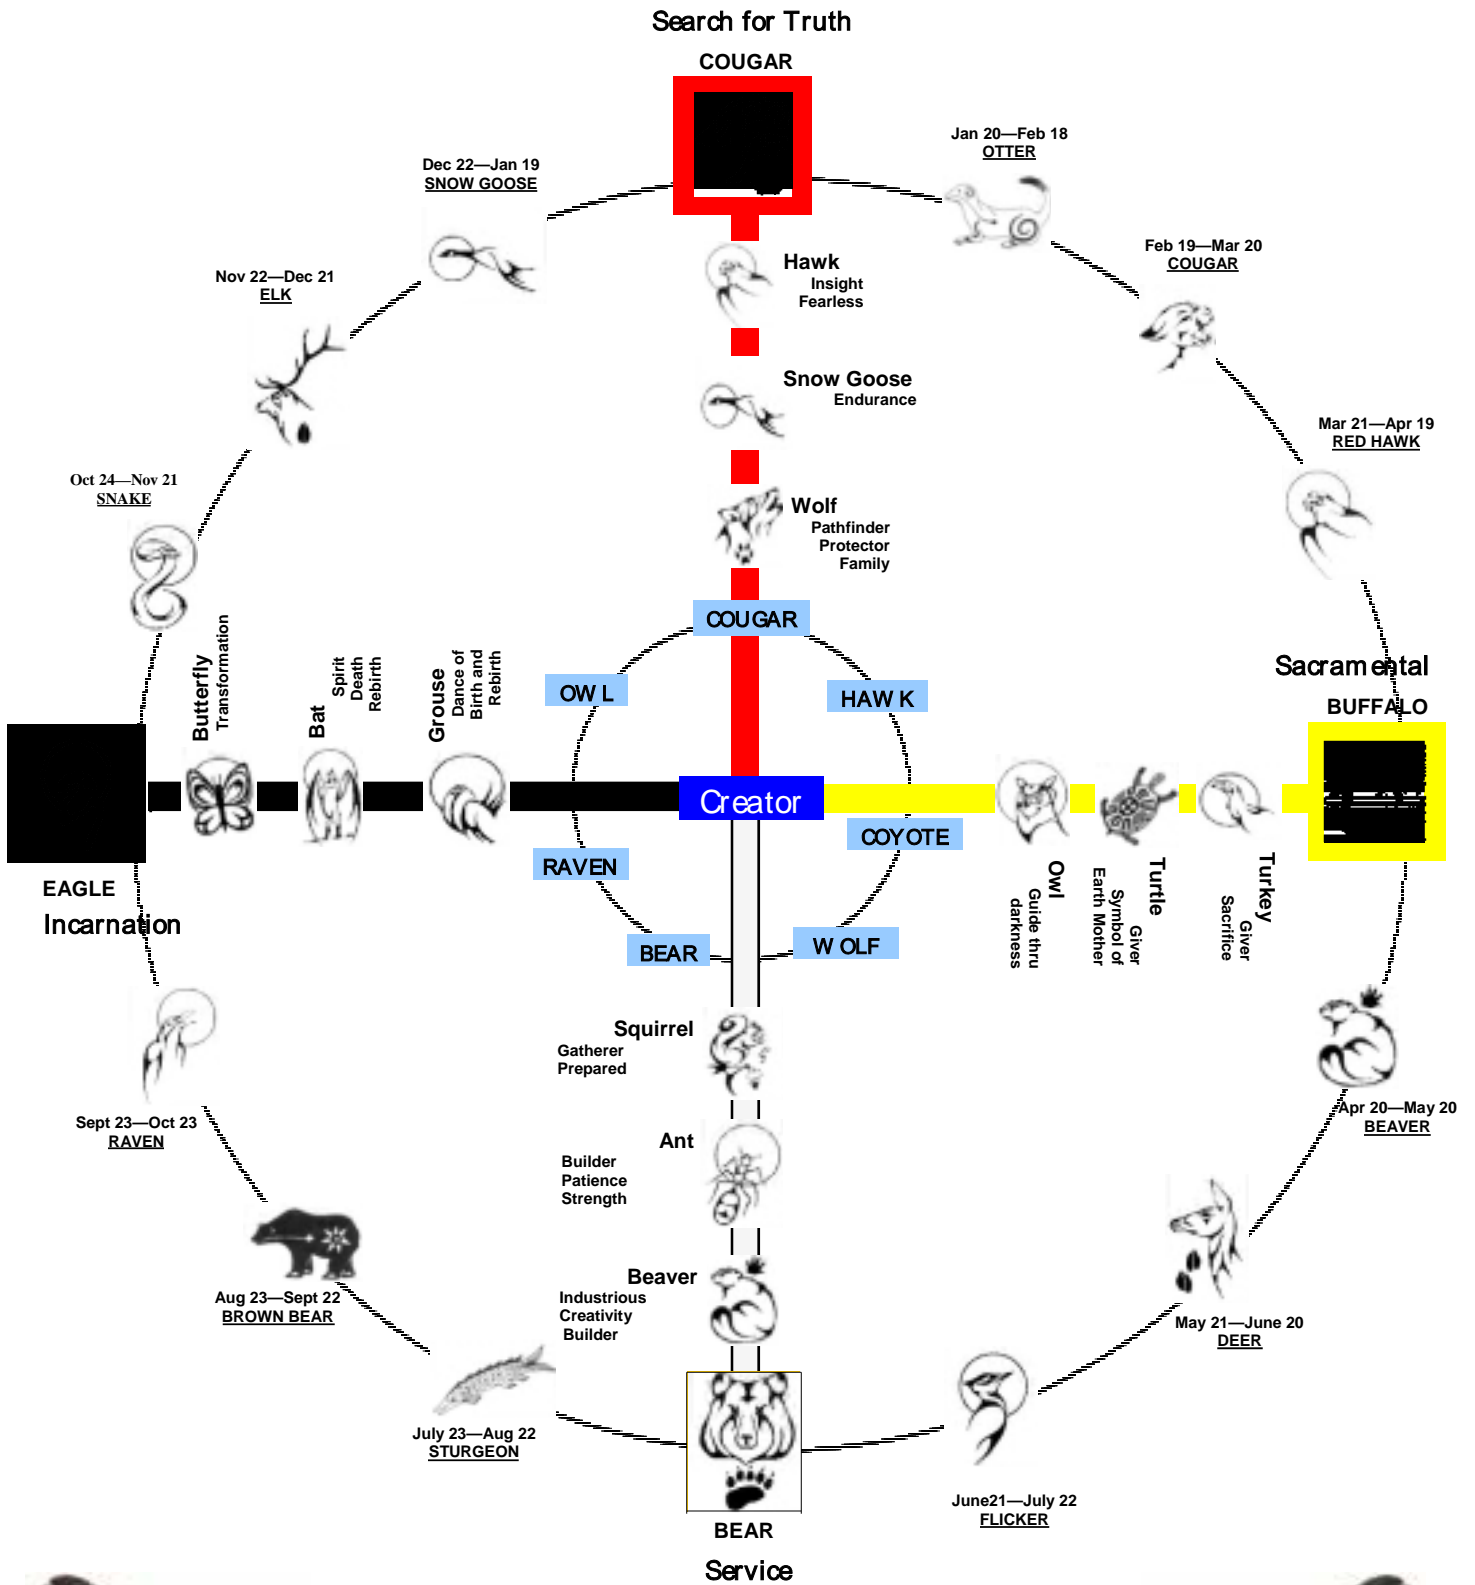 Search for Truth
COUGAR
Jan 20—Feb 18
OTTER
Dec 22—Jan 19
SNOW GOOSE
Feb 19—Mar 20
COUGAR
Nov 22—Dec 21
ELK
Hawk
Insight
Fearless
Snow Goose
Endurance
Mar 21—Apr 19
RED HAWK
Oct 24—Nov 21
SNAKE
Wolf
Pathfinder
Protector
Family
COUGAR
OWL
HAWK
Butterfly
Transformation
Bat
Spirit
Death
Rebirth
Grouse
Dance of
Birth and
Rebirth
Sacramental
BUFFALO
Creator
COYOTE
RAVEN
BEAR
WOLF
EAGLE
Incarnation
Owl
Guide thru
darkness
Turtle
Giver
Symbol of
Earth Mother
Turkey
Giver
Sacrifice
Squirrel
Gatherer
Prepared
Sept 23—Oct 23
RAVEN
Apr 20—May 20
BEAVER
Ant
Builder
Patience
Strength
Beaver
Industrious
Creativity
Builder
Aug 23—Sept 22
BROWN BEAR
May 21—June 20
DEER
July 23—Aug 22
STURGEON
June21—July 22
FLICKER
BEAR
Service